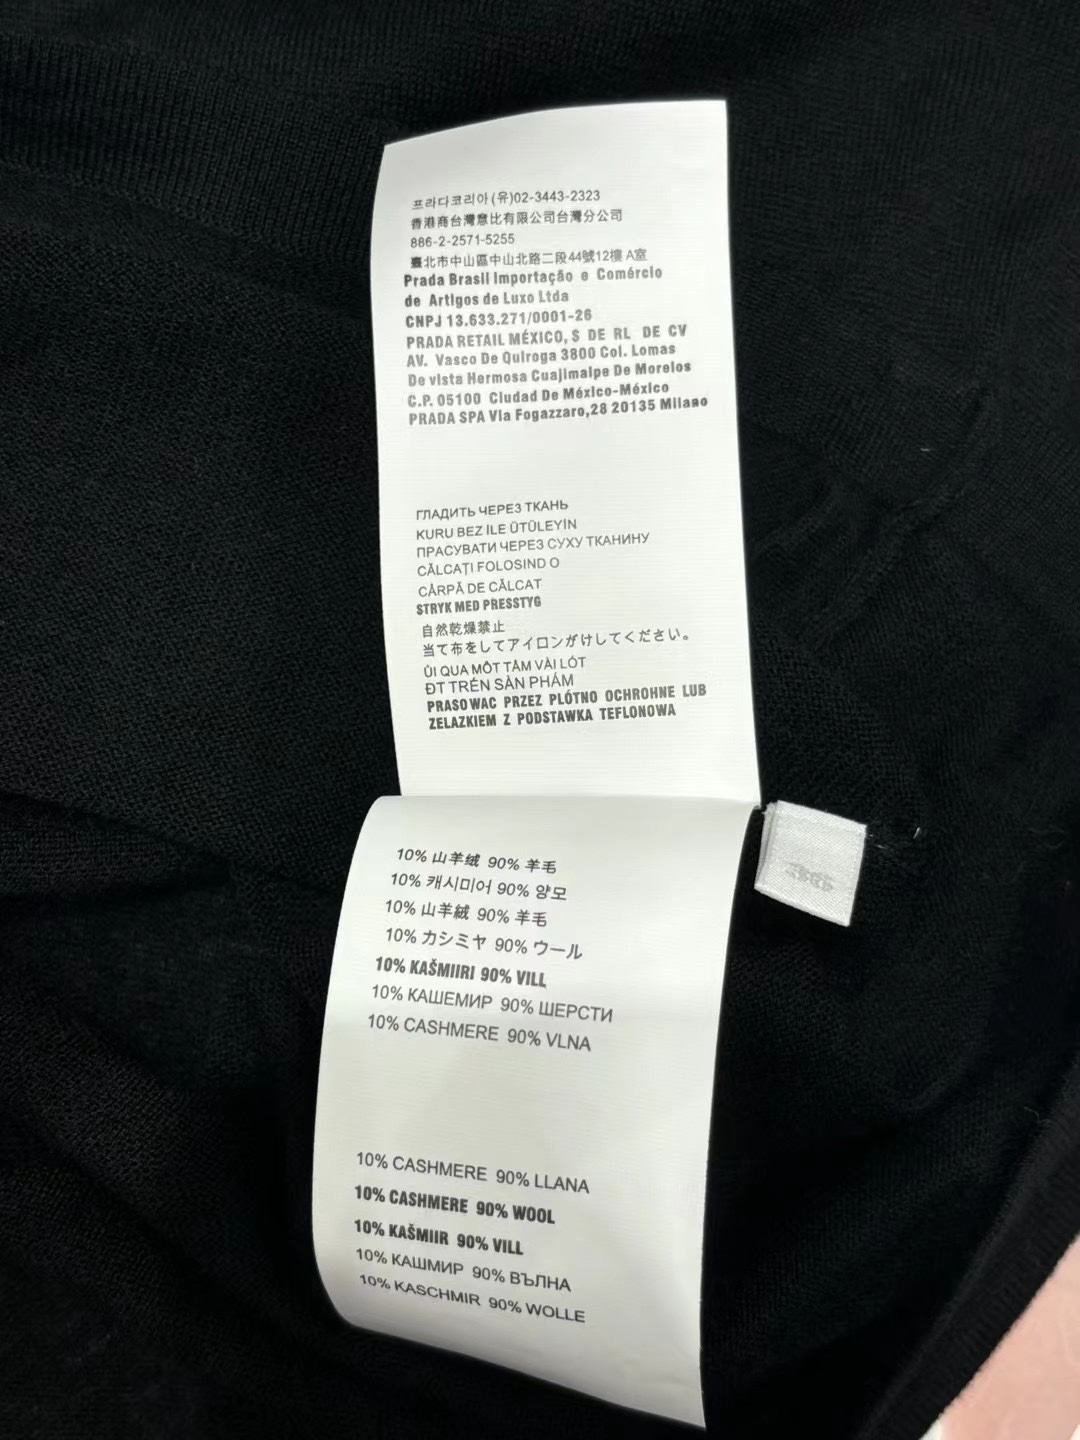 프라다코리아(유)02-3443-2323
香港商台灣意比有限公司台灣分公司
886-2-2571-5255
臺北市中山區中山北路二段44號12樓 A室
Prada Brasil Importação e Comércio
de Artigos de Luxo Ltda
CNPJ 13.633.271/0001-26
PRADA RETAIL MÉXICO, S DE RL DE CV
AV. Vasco De Quiroga 3800 Col. Lomas
De vista Hermosa Cuajimalpe De Morelos
C.P. 05100 Ciudad De México-México
PRADA SPA Via Fogazzaro,28 20135 Milano
ГЛАДИТЬ ЧЕРЕЗ ТКАНЬ
KURU BEZ ILE ÜTÜLEYİN
ПРАСУВАТИ ЧЕРЕЗ СУХУ ТКАНИНУ
CĂLCAŢI FOLOSIND O
CÂRPĂ DE CĂLCAT
STRYK MED PRESSTYG
自然乾燥禁止
当て布をしてアイロンがけしてください。
ỦI QUA MỘT TẤM VẢI LÓT
ĐT TRÊN SẢN PHẨM
PRASOWAC PRZEZ PLÓTNO OCHROHNE LUB
ZELAZKIEM Z PODSTAWKA TEFLONOWA
10% 山羊绒 90% 羊毛
10% 캐시미어 90% 양모
10% 山羊絨 90% 羊毛
10% カシミヤ 90% ウール
10% KAŠMIIRI 90% VILL
10% КАШЕМИР 90% ШЕРСТИ
10% CASHMERE 90% VLNA
10% CASHMERE 90% LLANA
10% CASHMERE 90% WOOL
10% KAŠMIIR 90% VILL
10% КАШМИР 90% ВЪЛНА
10% KASCHMIR 90% WOLLE